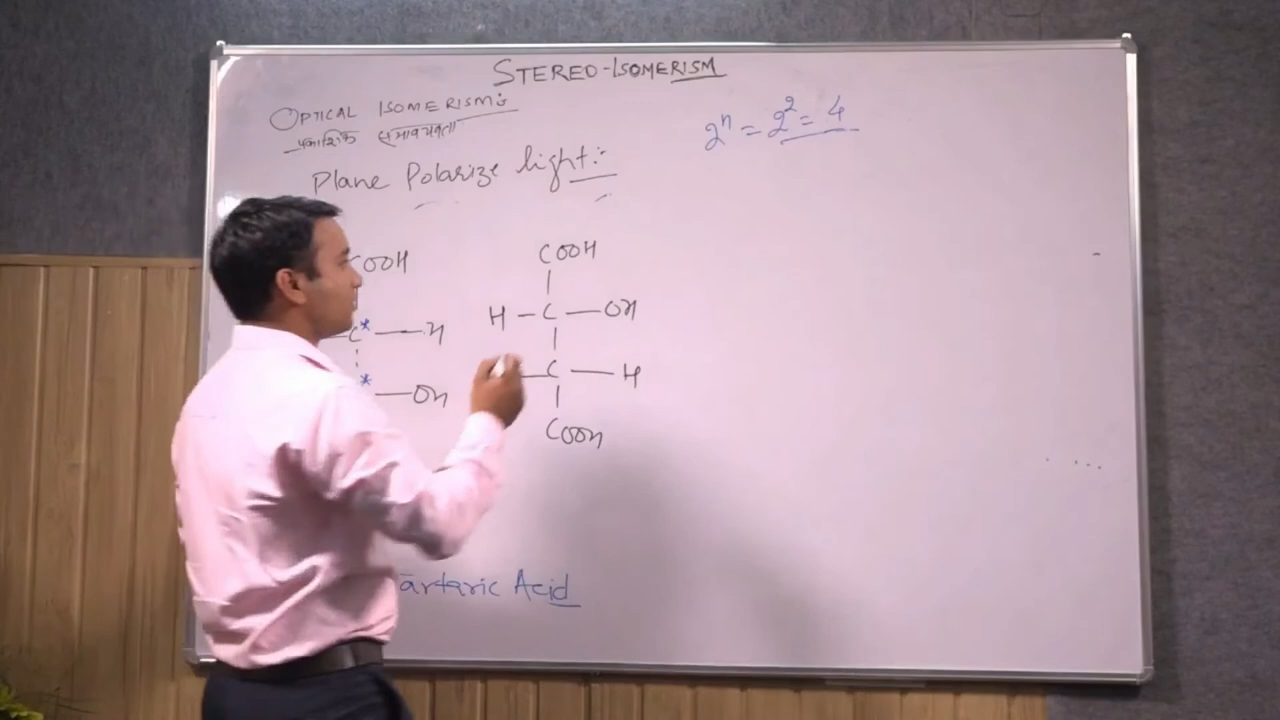 STEREO-ISOMERISM
OPTICAL ISOMERISM:
प्रकाशिक समावयवता
2ⁿ = 2² = 4
Plane Polarize light:-
COOH
C* — H
* — OH
COOH
H — C — OH
— C — H
COOH
artaric Acid